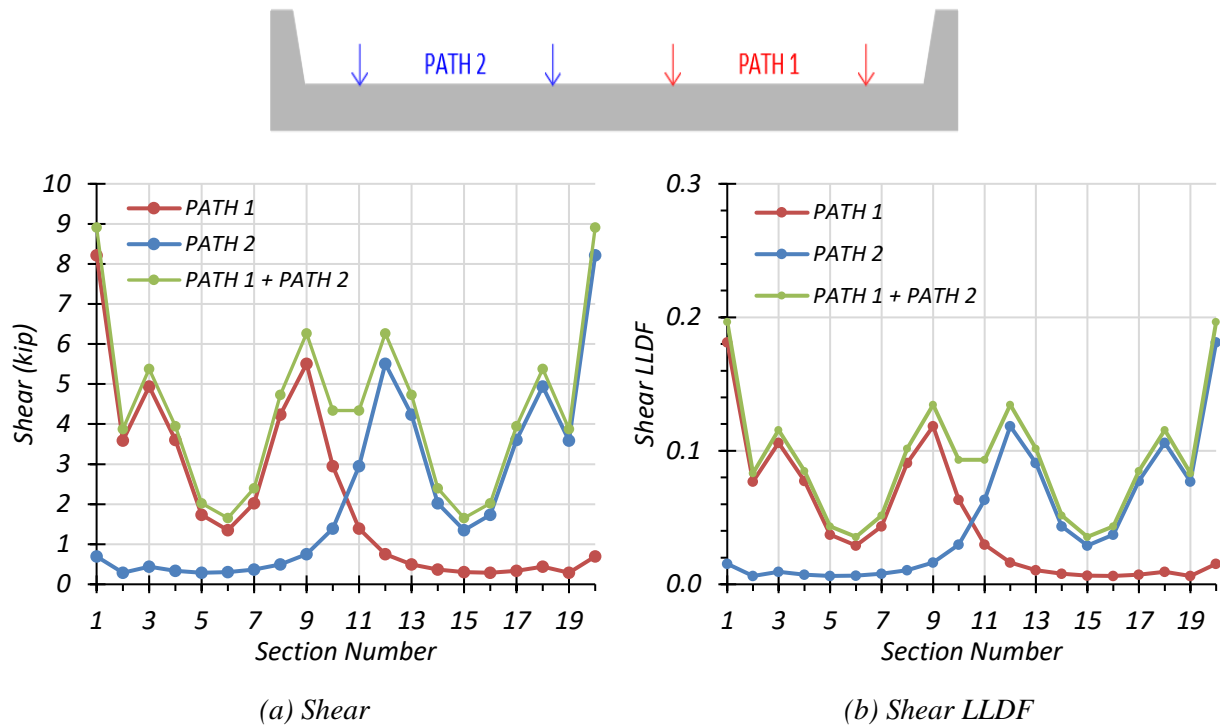 PATH 2
PATH 1
10
9
8
7
6
5
4
3
2
1
0
Shear (kip)
PATH 1
PATH 2
PATH 1 + PATH 2
1 3 5 7 9 11 13 15 17 19
Section Number
(a) Shear
0.3
0.2
0.1
0.0
Shear LLDF
PATH 1
PATH 2
PATH 1 + PATH 2
1 3 5 7 9 11 13 15 17 19
Section Number
(b) Shear LLDF